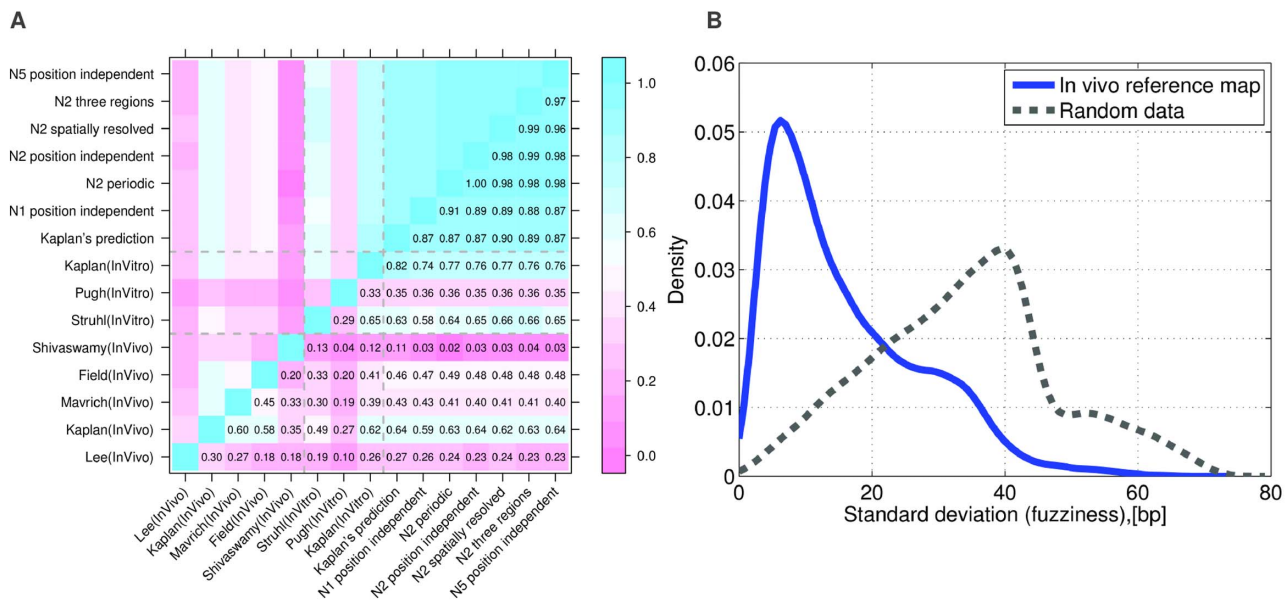 A
N5 position independent
N2 three regions 0.97
N2 spatially resolved 0.99 0.96
N2 position independent 0.98 0.99 0.98
N2 periodic 1.00 0.98 0.98 0.98
N1 position independent 0.91 0.89 0.89 0.88 0.87
Kaplan's prediction 0.87 0.87 0.87 0.90 0.89 0.87
Kaplan(InVitro) 0.82 0.74 0.77 0.76 0.77 0.76 0.76
Pugh(InVitro) 0.33 0.35 0.36 0.36 0.35 0.36 0.36 0.35
Struhl(InVitro) 0.29 0.65 0.63 0.58 0.64 0.65 0.66 0.66 0.65
Shivaswamy(InVivo) 0.13 0.04 0.12 0.11 0.03 0.02 0.03 0.03 0.04 0.03
Field(InVivo) 0.20 0.33 0.20 0.41 0.46 0.47 0.49 0.48 0.48 0.48 0.48
Mavrich(InVivo) 0.45 0.33 0.30 0.19 0.39 0.43 0.43 0.41 0.40 0.41 0.41 0.40
Kaplan(InVivo) 0.60 0.58 0.35 0.49 0.27 0.62 0.64 0.59 0.63 0.64 0.62 0.63 0.64
Lee(InVivo) 0.30 0.27 0.18 0.18 0.19 0.10 0.26 0.27 0.26 0.24 0.23 0.24 0.23 0.23
Lee(InVivo)
Kaplan(InVivo)
Mavrich(InVivo)
Field(InVivo)
Shivaswamy(InVivo)
Struhl(InVitro)
Pugh(InVitro)
Kaplan(InVitro)
Kaplan's prediction
N1 position independent
N2 periodic
N2 position independent
N2 spatially resolved
N2 three regions
N5 position independent
1.0
0.8
0.6
0.4
0.2
0.0
B
In vivo reference map
Random data
0.06
0.05
0.04
0.03
0.02
0.01
0
Density
0 20 40 60 80
Standard deviation (fuzziness),[bp]